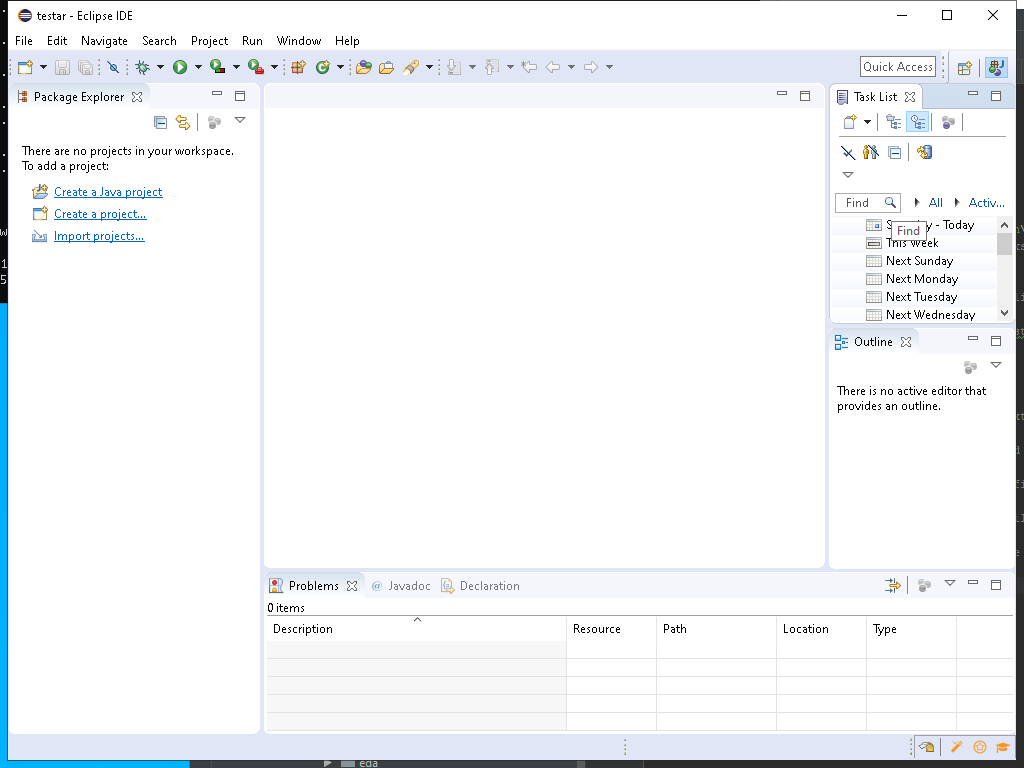 testar - Eclipse IDE
File Edit Navigate Search Project Run Window Help
Quick Access
Package Explorer
There are no projects in your workspace.
To add a project:
Create a Java project
Create a project...
Import projects...
Task List
Find All Activ...
- Today
Find
This Week
Next Sunday
Next Monday
Next Tuesday
Next Wednesday
Outline
There is no active editor that
provides an outline.
Problems @ Javadoc Declaration
0 items
Description Resource Path Location Type
eda